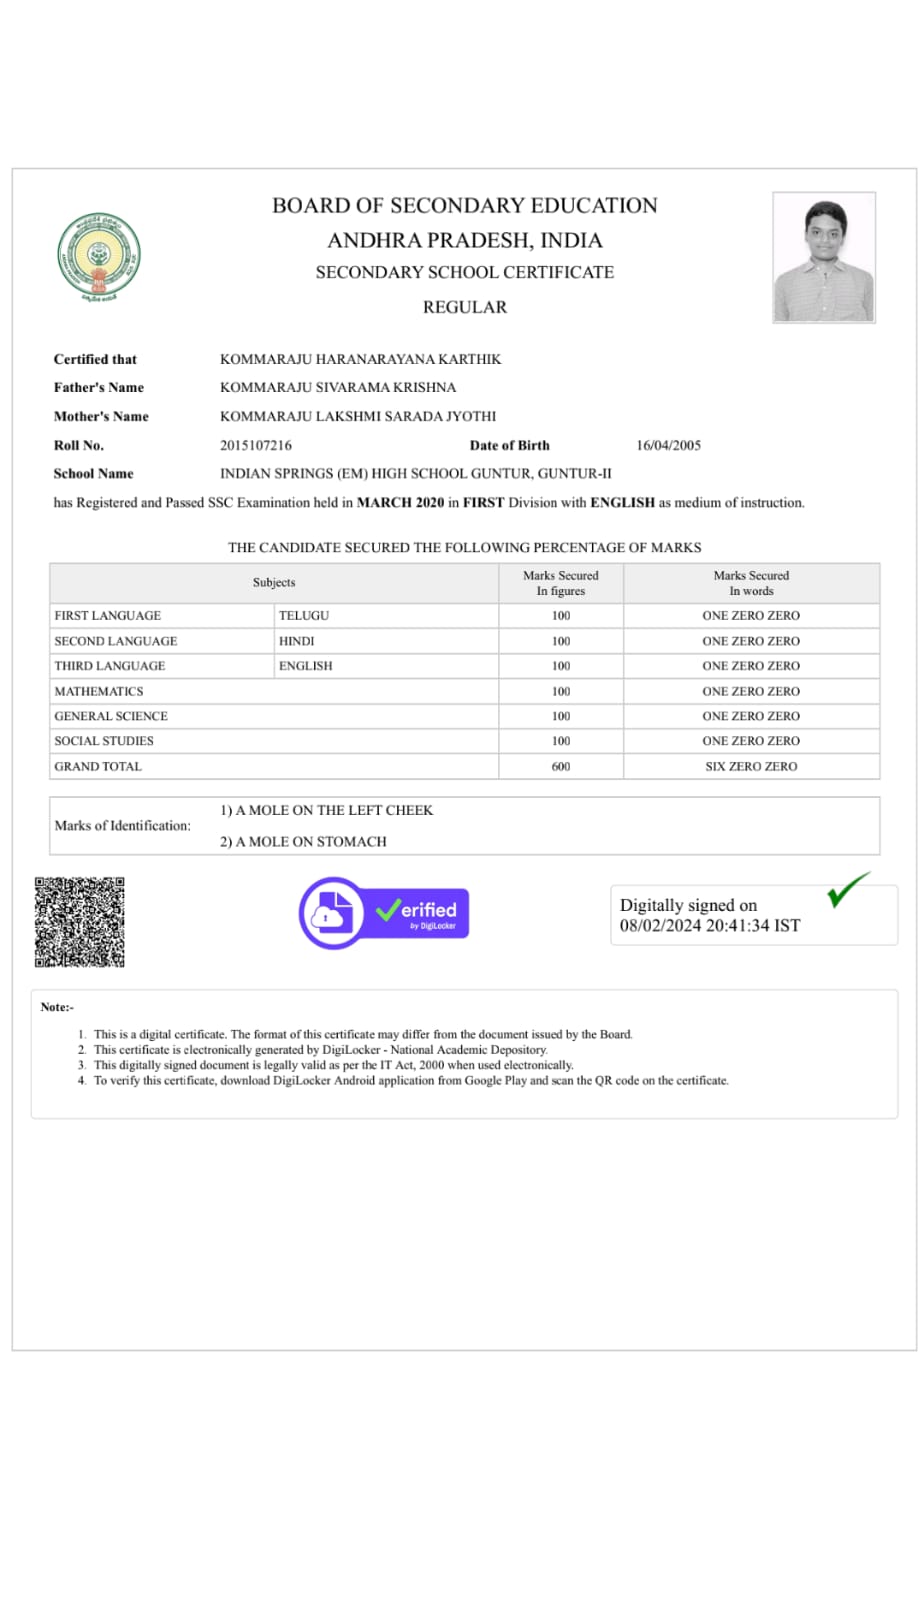 BOARD OF SECONDARY EDUCATION
ANDHRA PRADESH, INDIA
SECONDARY SCHOOL CERTIFICATE
REGULAR
Certified that KOMMARAJU HARANARAYANA KARTHIK
Father's Name KOMMARAJU SIVARAMA KRISHNA
Mother's Name KOMMARAJU LAKSHMI SARADA JYOTHI
Roll No. 2015107216 Date of Birth 16/04/2005
School Name INDIAN SPRINGS (EM) HIGH SCHOOL GUNTUR, GUNTUR-II
has Registered and Passed SSC Examination held in MARCH 2020 in FIRST Division with ENGLISH as medium of instruction.
THE CANDIDATE SECURED THE FOLLOWING PERCENTAGE OF MARKS
Subjects Marks Secured In figures Marks Secured In words
FIRST LANGUAGE TELUGU 100 ONE ZERO ZERO
SECOND LANGUAGE HINDI 100 ONE ZERO ZERO
THIRD LANGUAGE ENGLISH 100 ONE ZERO ZERO
MATHEMATICS 100 ONE ZERO ZERO
GENERAL SCIENCE 100 ONE ZERO ZERO
SOCIAL STUDIES 100 ONE ZERO ZERO
GRAND TOTAL 600 SIX ZERO ZERO
Marks of Identification:
1) A MOLE ON THE LEFT CHEEK
2) A MOLE ON STOMACH
Verified
by DigiLocker
Digitally signed on
08/02/2024 20:41:34 IST
Note:-
1. This is a digital certificate. The format of this certificate may differ from the document issued by the Board.
2. This certificate is electronically generated by DigiLocker - National Academic Depository.
3. This digitally signed document is legally valid as per the IT Act, 2000 when used electronically.
4. To verify this certificate, download DigiLocker Android application from Google Play and scan the QR code on the certificate.